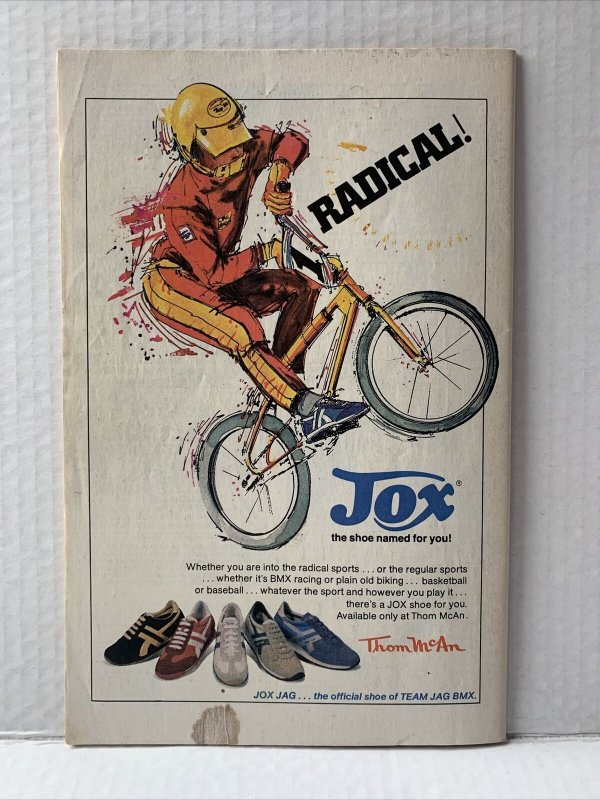 RADICAL!
1
Jox®
the shoe named for you!
Whether you are into the radical sports . . . or the regular sports
. . . whether it's BMX racing or plain old biking . . . basketball
or baseball . . . whatever the sport and however you play it . . .
there's a JOX shoe for you.
Available only at Thom McAn.
Thom McAn
JOX JAG . . . the official shoe of TEAM JAG BMX.